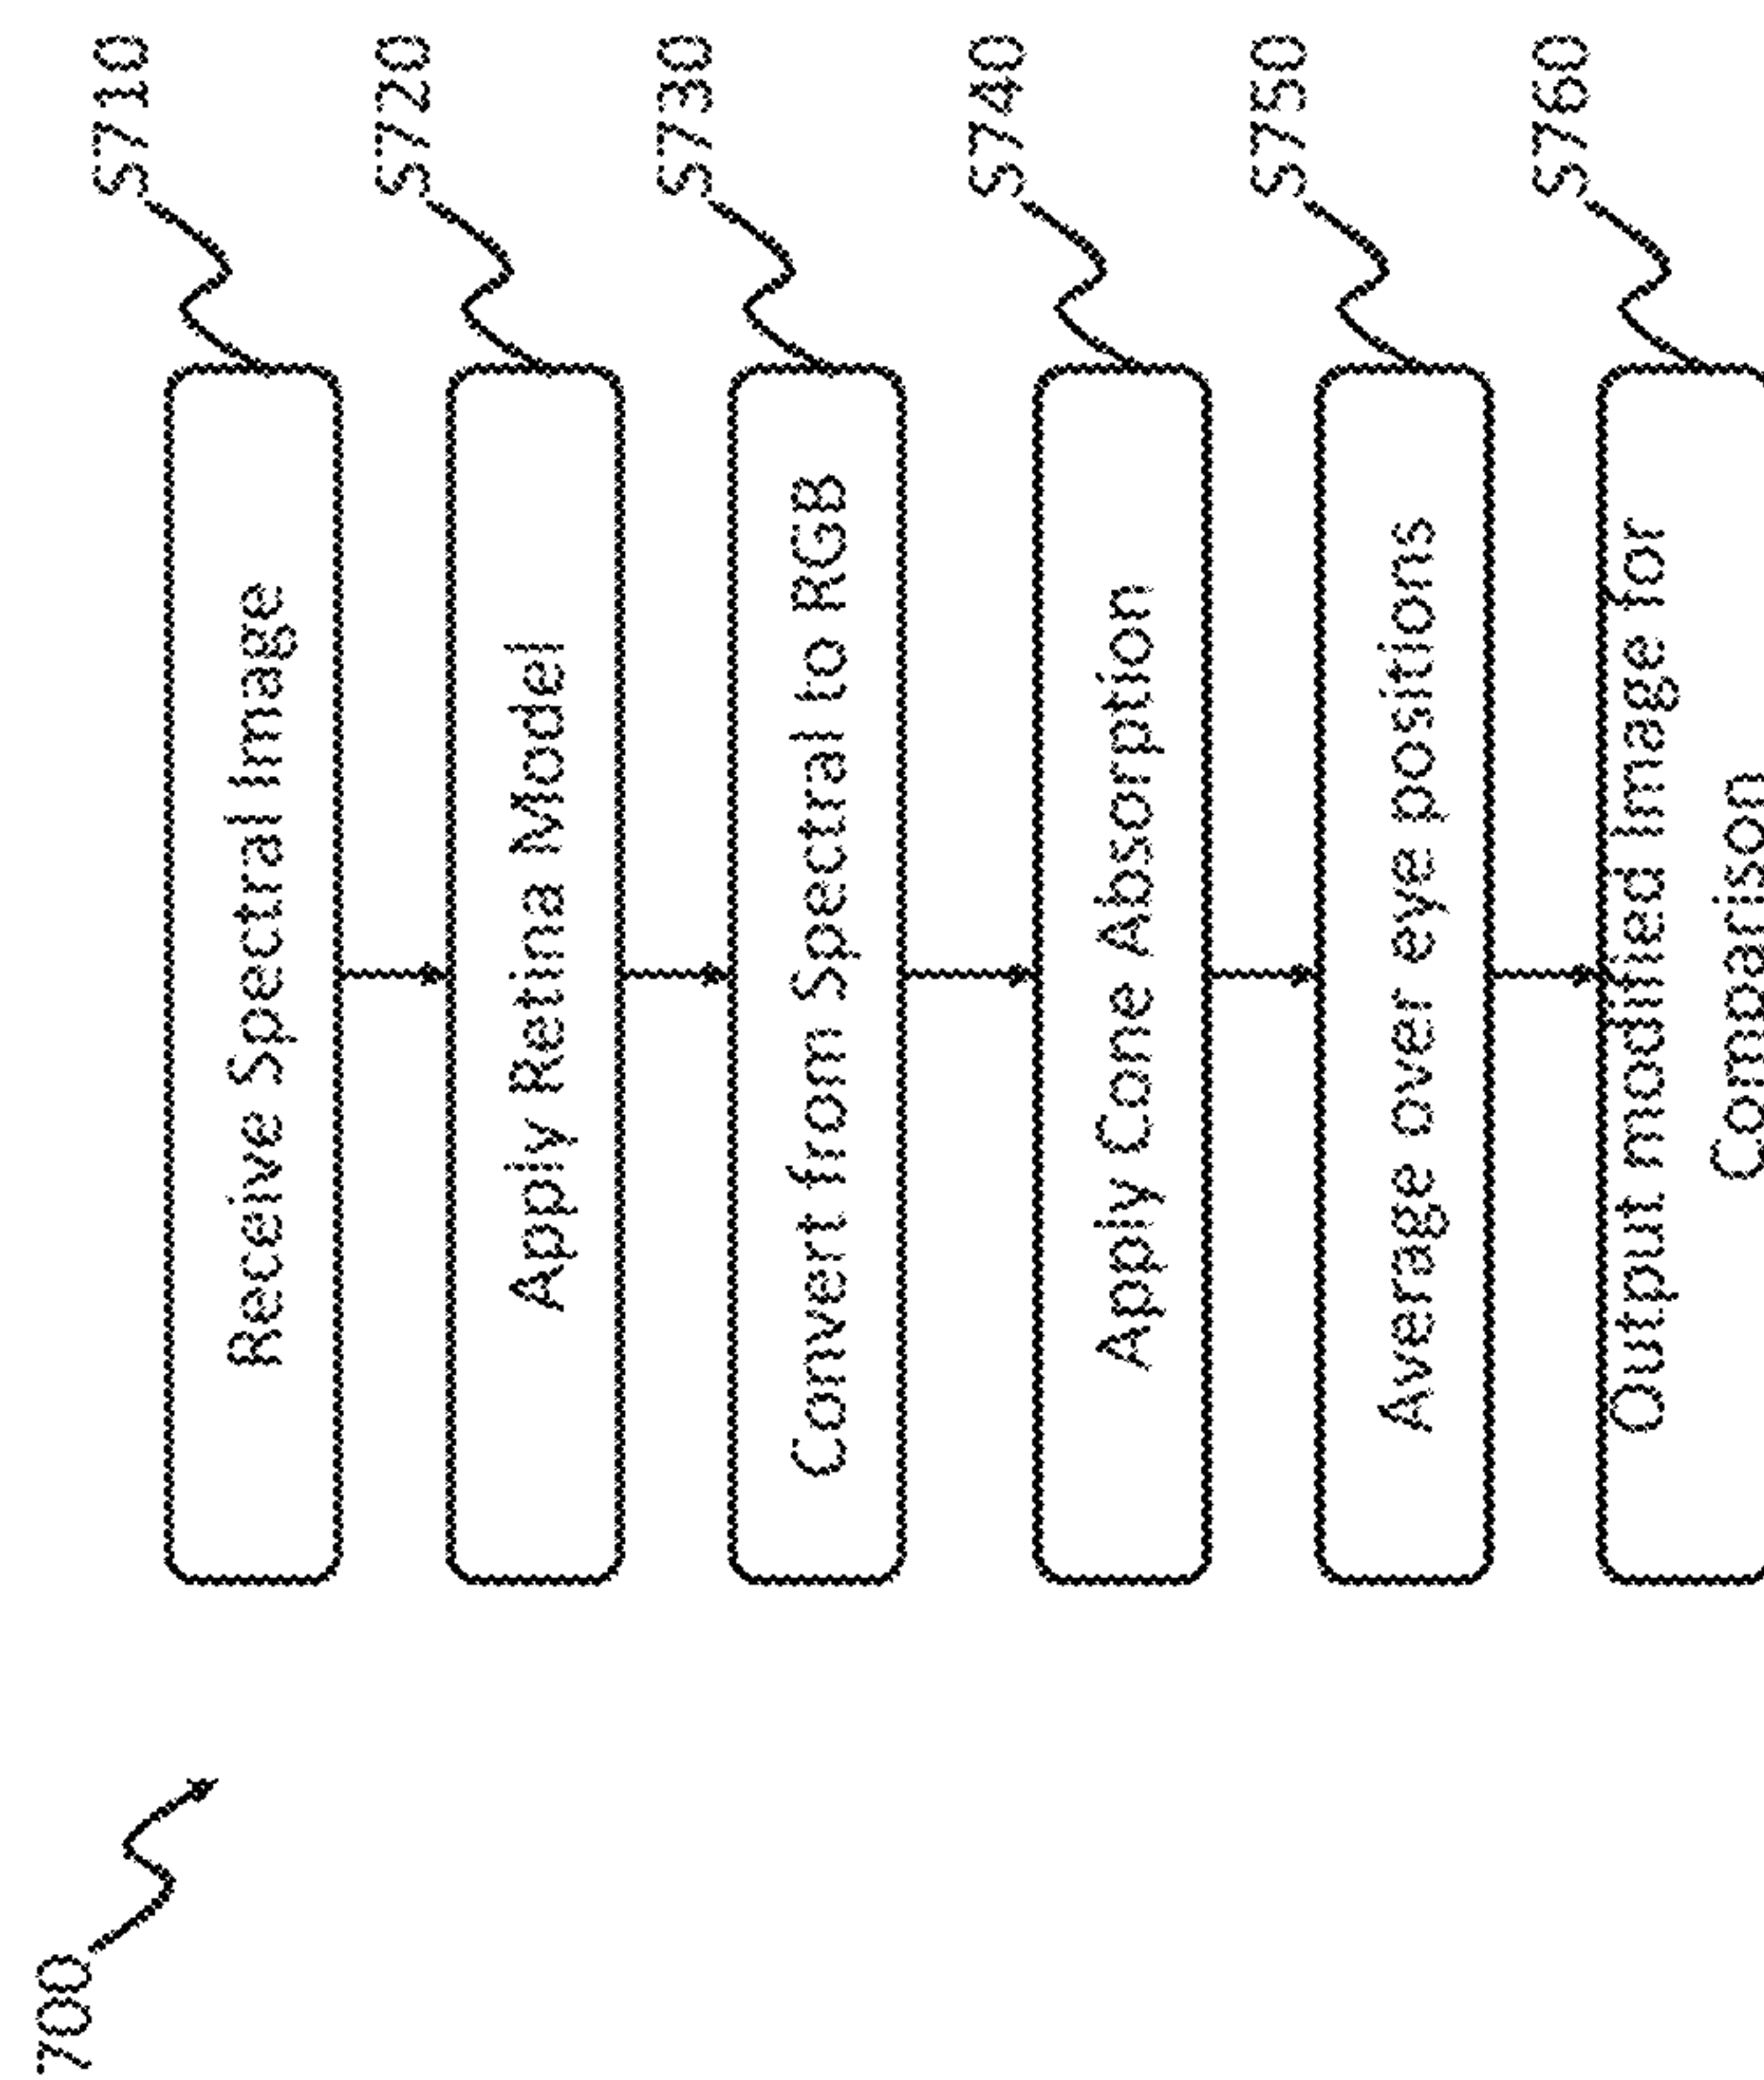 700
Receive Spectral Image
S710
Apply Retina Model
S720
Convert from Spectral to RGB
S730
Apply Cone Absorption
S740
Average over eye positions
S750
Output modified Image for
Comparison
S760